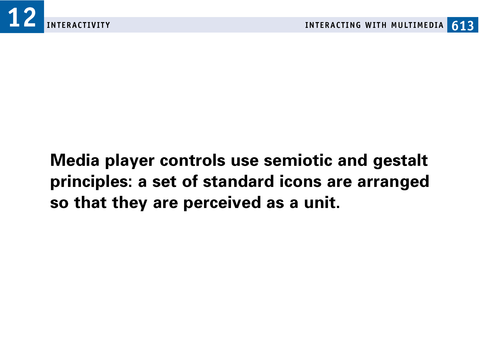 12 INTERACTIVITY INTERACTING WITH MULTIMEDIA 613
Media player controls use semiotic and gestalt
principles: a set of standard icons are arranged
so that they are perceived as a unit.